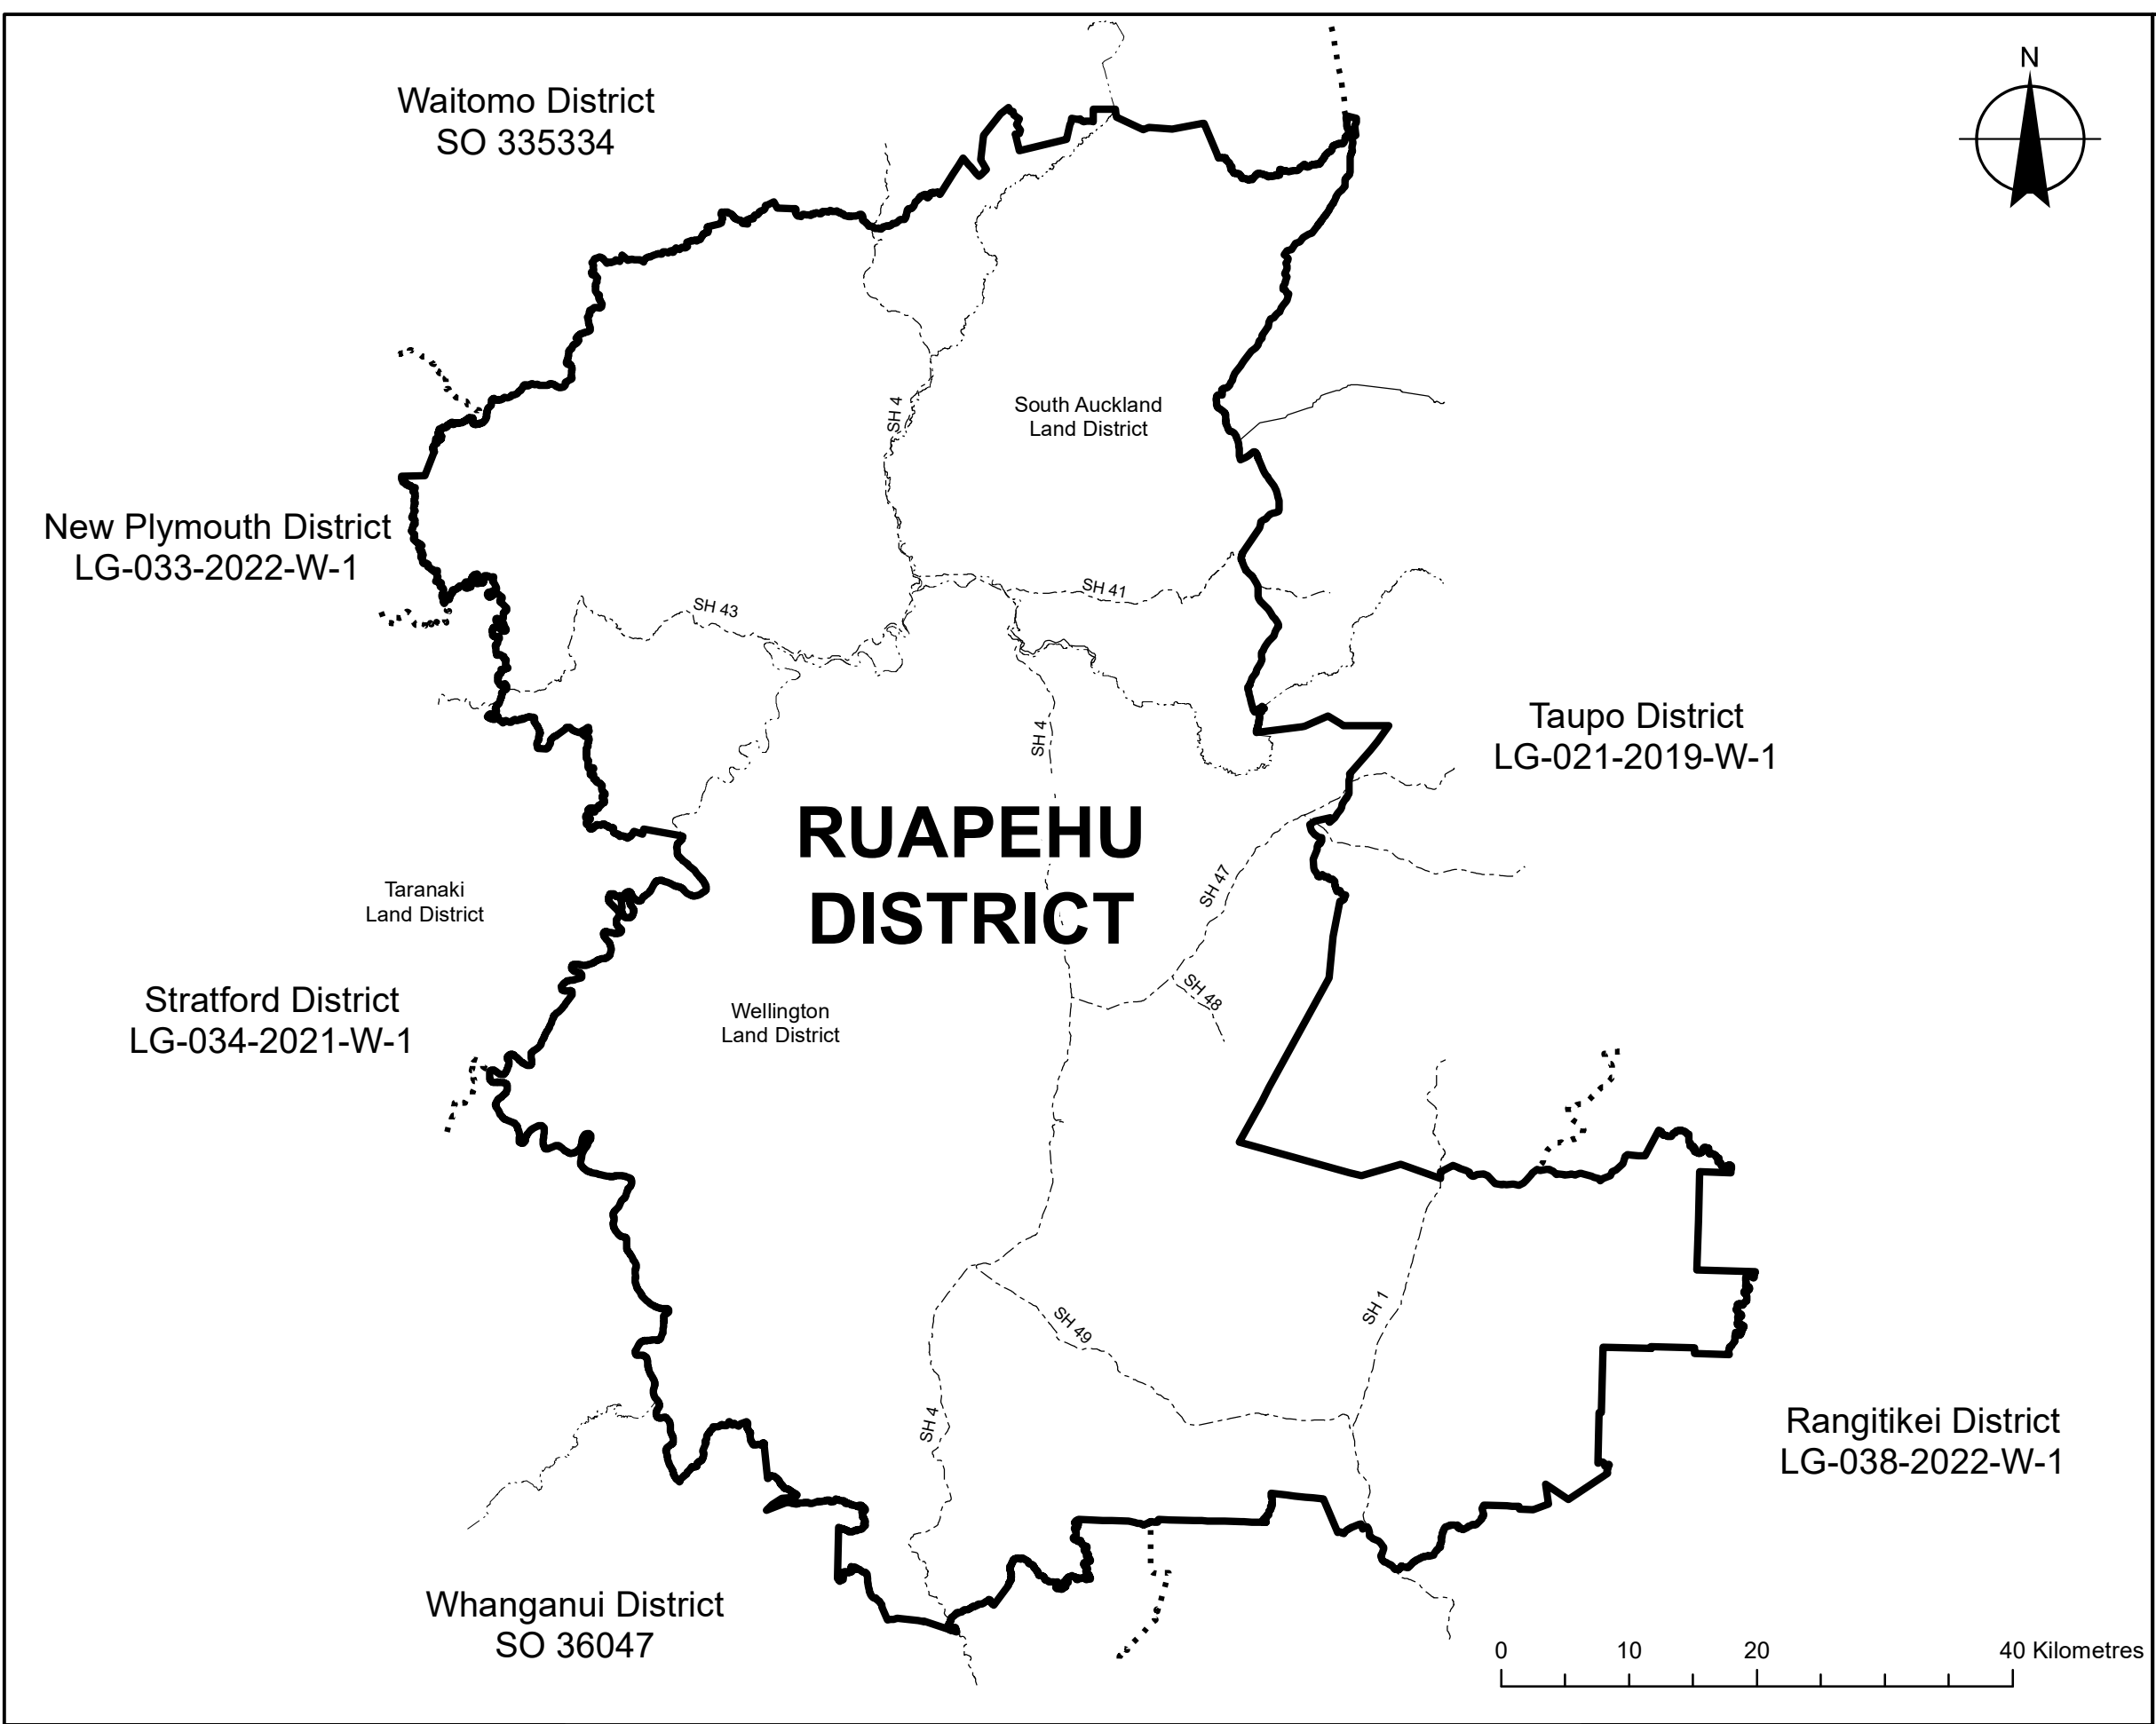 N
Waitomo District
SO 335334
SH 4
South Auckland
Land District
New Plymouth District
LG-033-2022-W-1
SH 41
SH 43
SH 4
Taupo District
LG-021-2019-W-1
RUAPEHU
DISTRICT
SH 47
Taranaki
Land District
SH 48
Stratford District
LG-034-2021-W-1
Wellington
Land District
SH 49
SH 1
SH 4
Rangitikei District
LG-038-2022-W-1
Whanganui District
SO 36047
0 10 20 40 Kilometres